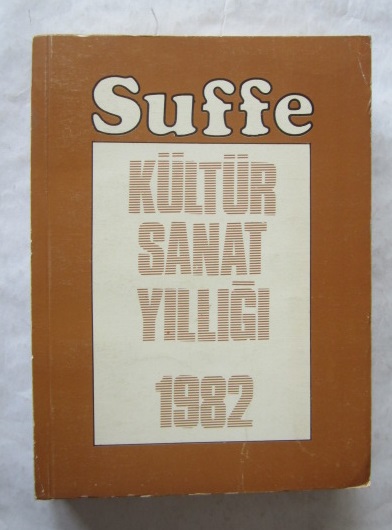 Suffe
KÜLTÜR
SANAT
YILLIĞI
1982